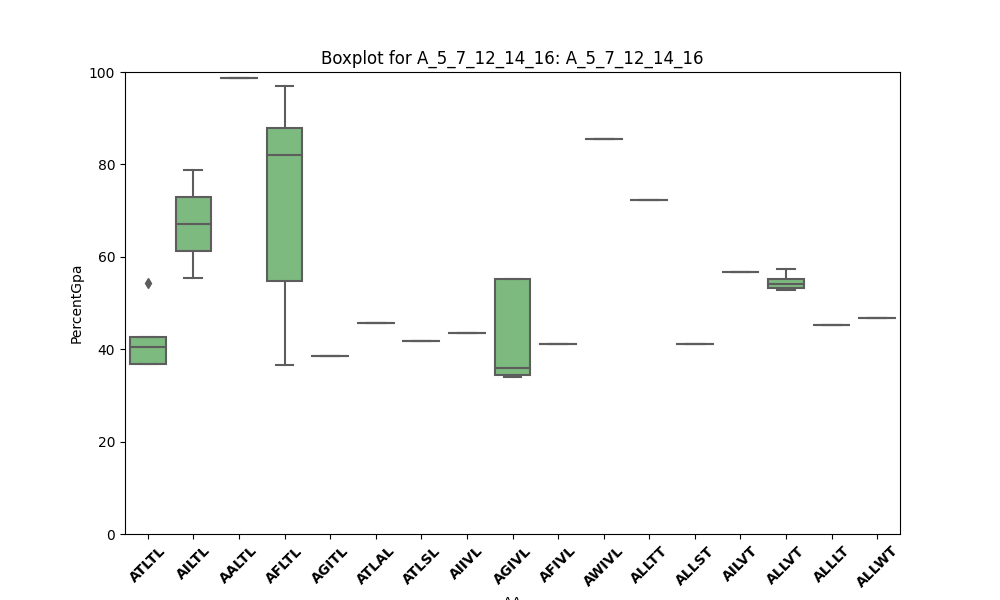 Boxplot for A_5_7_12_14_16: A_5_7_12_14_16
100
80
60
40
20
0
PercentGpa
ATLTL
AILTL
AALTL
AFLTL
AGITL
ATLAL
ATLSL
AIIVL
AGIVL
AFIVL
AWIVL
ALLTT
ALLST
AILVT
ALLVT
ALLLT
ALLWT